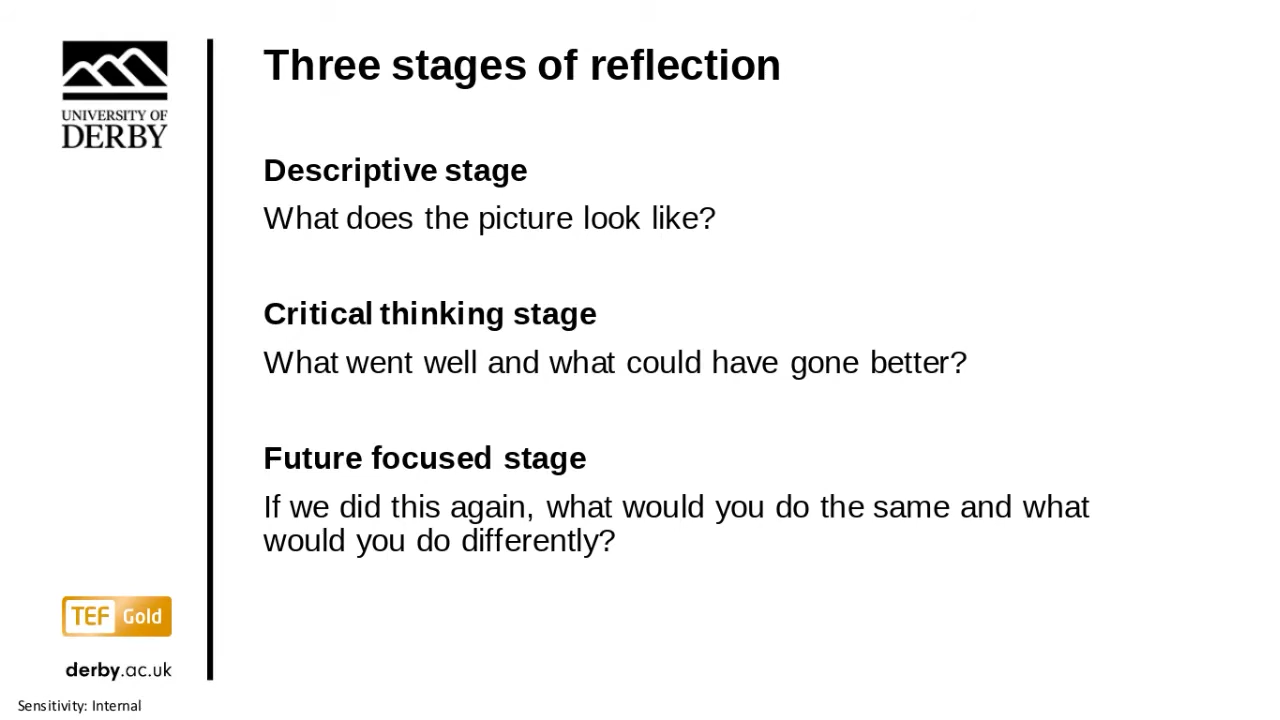 UNIVERSITY OF
DERBY
Three stages of reflection
Descriptive stage
What does the picture look like?
Critical thinking stage
What went well and what could have gone better?
Future focused stage
If we did this again, what would you do the same and what
would you do differently?
TEF Gold
derby.ac.uk
Sensitivity: Internal